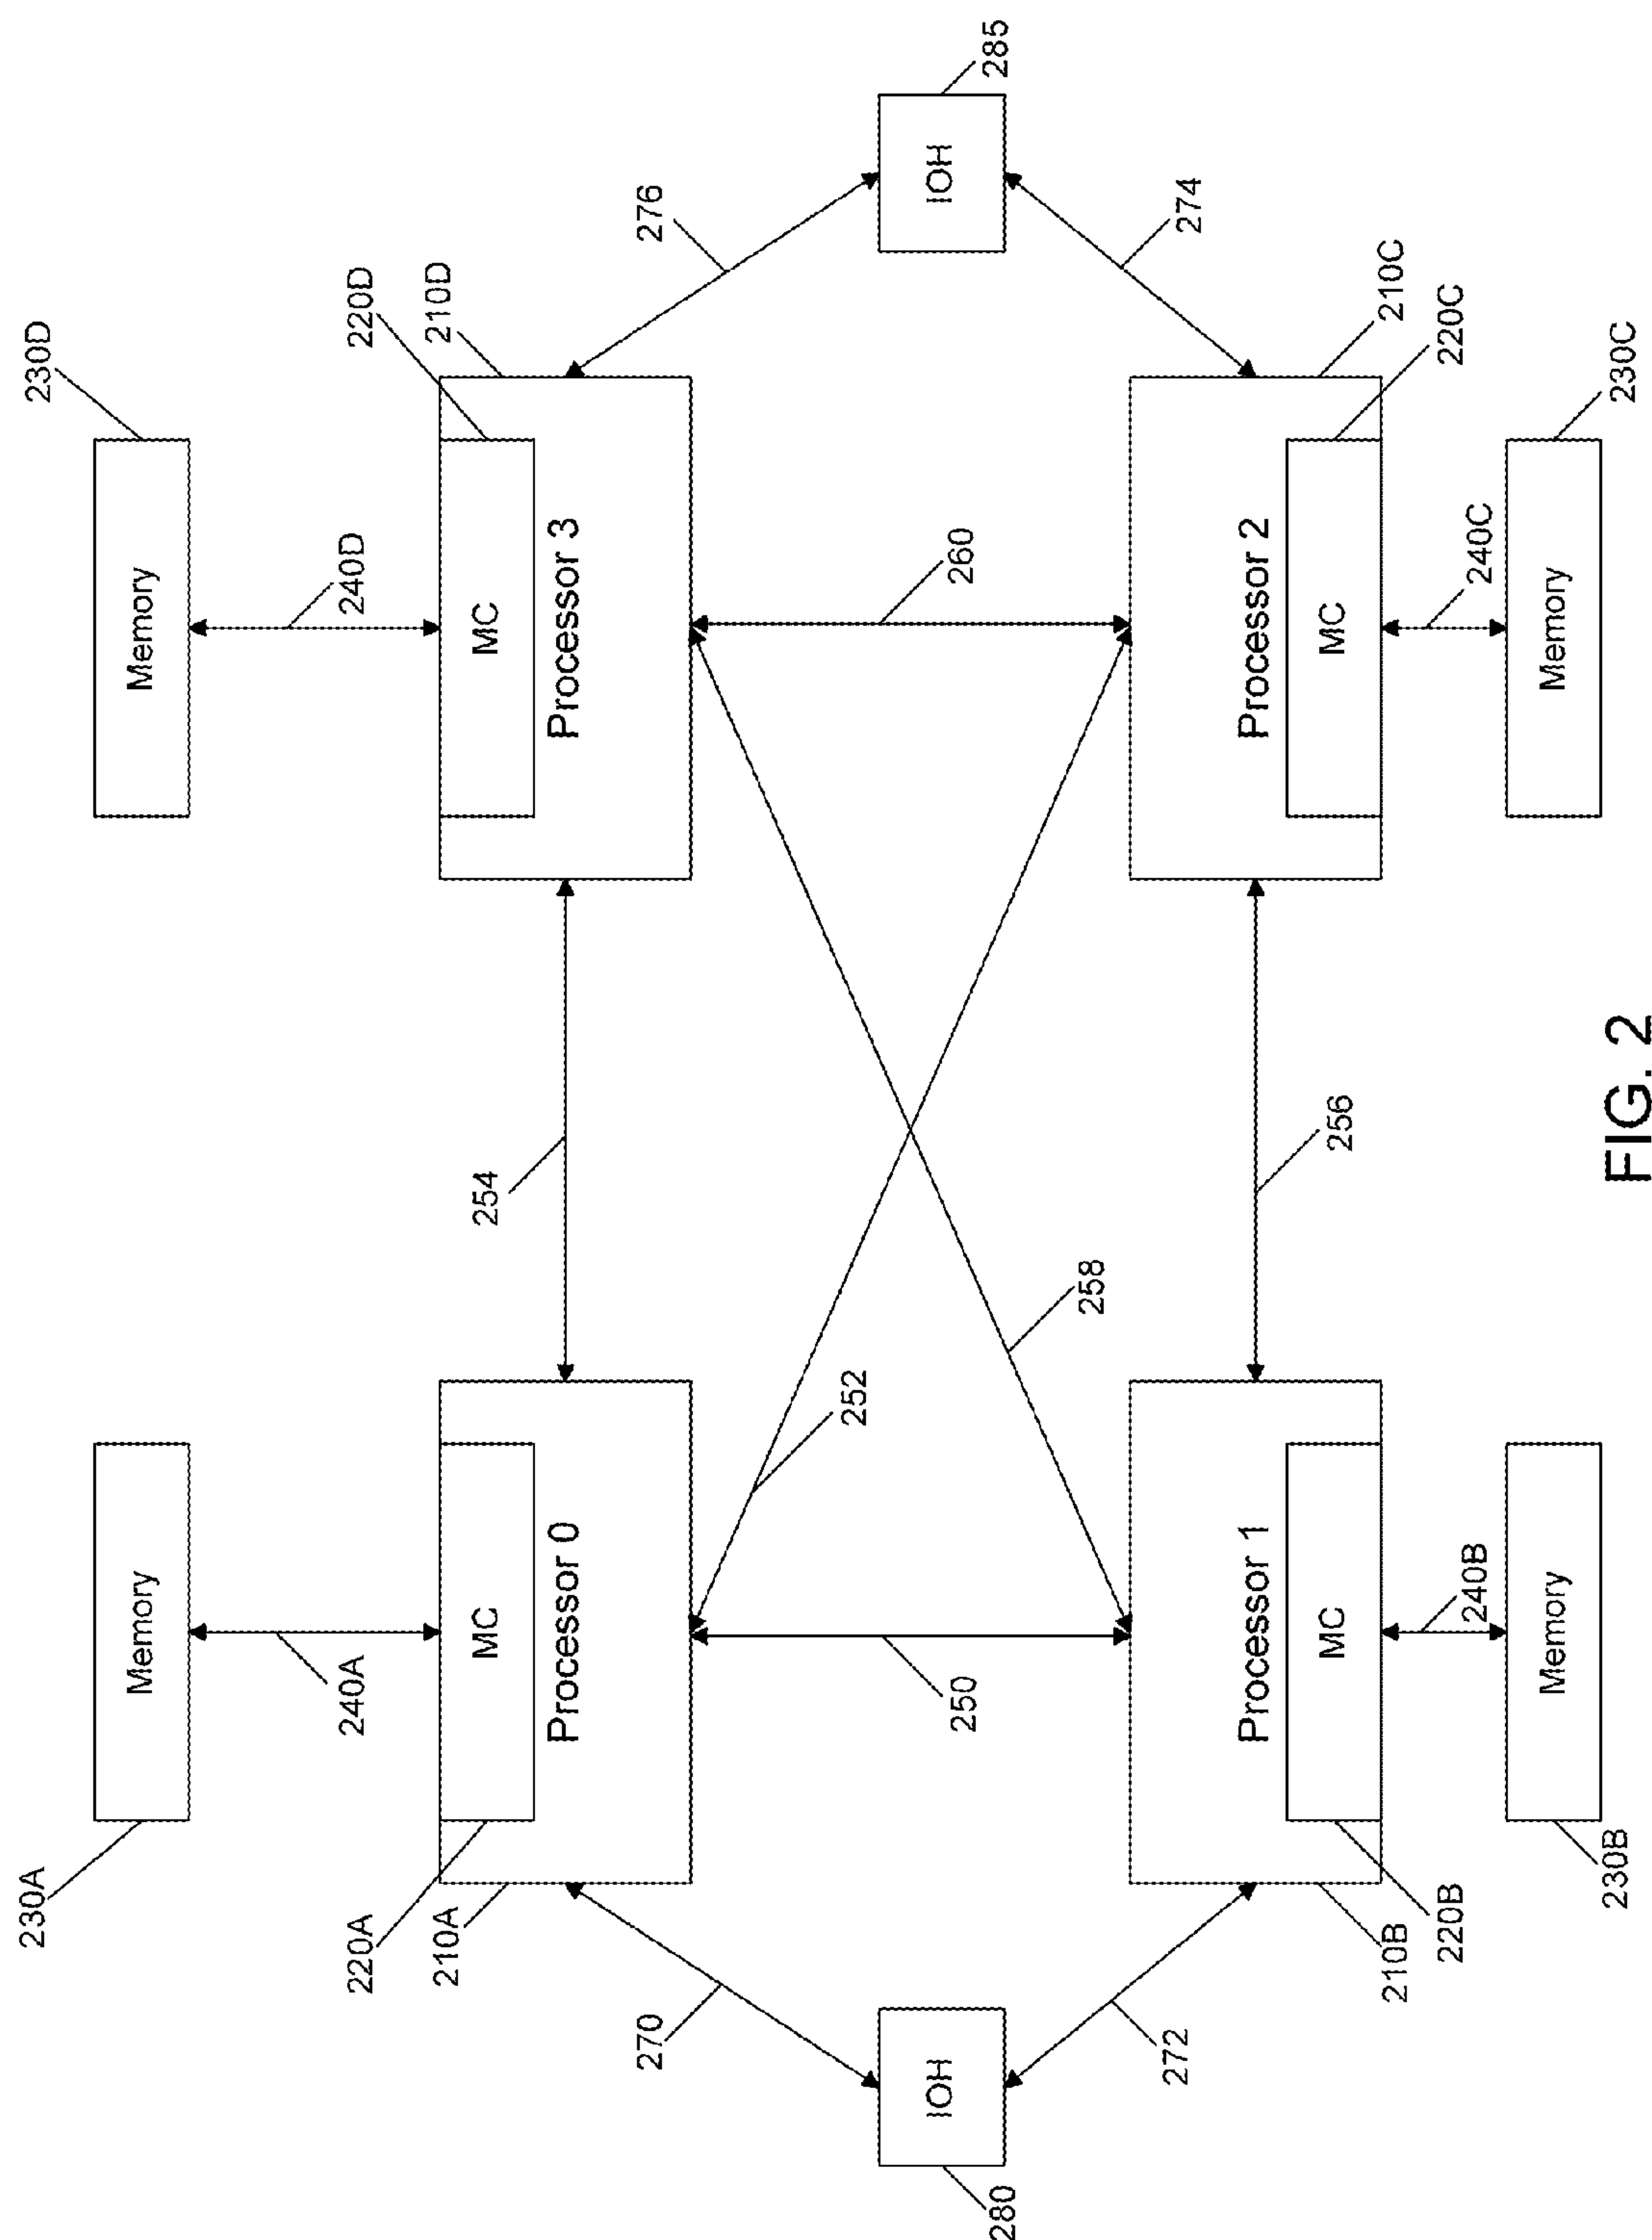 230A
230D
Memory
Memory
240A
240D
220A
220D
210A
210D
MC
MC
Processor 0
254
Processor 3
270
276
252
280
IOH
250
260
IOH
285
258
272
274
Processor 1
256
Processor 2
MC
MC
210B
210C
220B
220C
240B
240C
Memory
Memory
230B
230C
FIG. 2